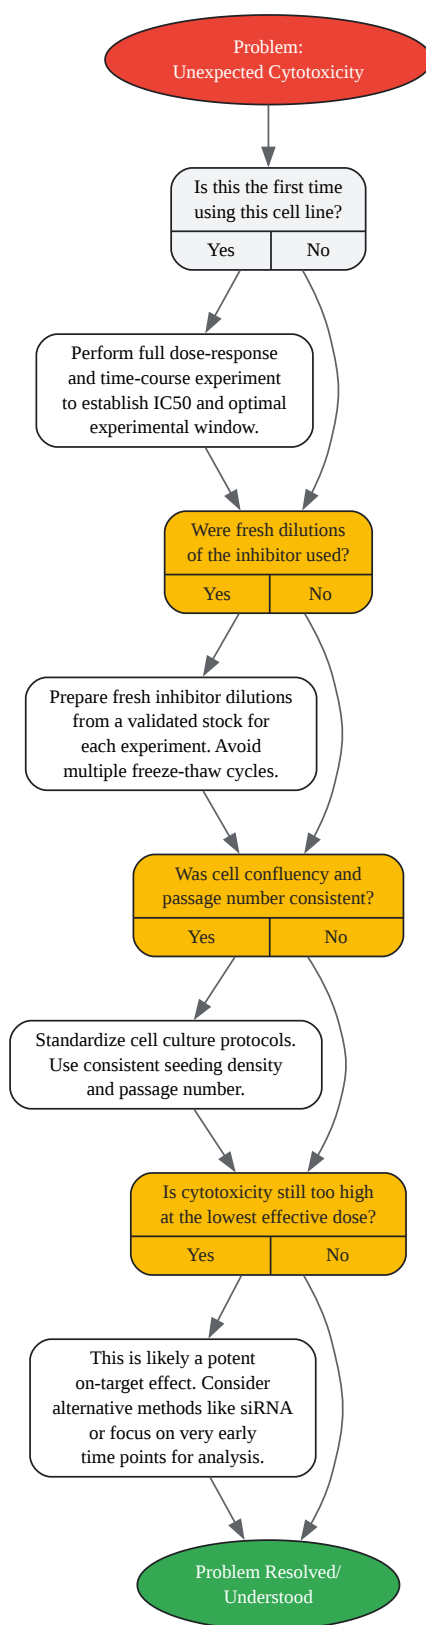 Problem:
Unexpected Cytotoxicity
Is this the first time
using this cell line?
Yes
No
Perform full dose-response
and time-course experiment
to establish IC50 and optimal
experimental window.
Were fresh dilutions
of the inhibitor used?
Yes
No
Prepare fresh inhibitor dilutions
from a validated stock for
each experiment. Avoid
multiple freeze-thaw cycles.
Was cell confluency and
passage number consistent?
Yes
No
Standardize cell culture protocols.
Use consistent seeding density
and passage number.
Is cytotoxicity still too high
at the lowest effective dose?
Yes
No
This is likely a potent
on-target effect. Consider
alternative methods like siRNA
or focus on very early
time points for analysis.
Problem Resolved/
Understood